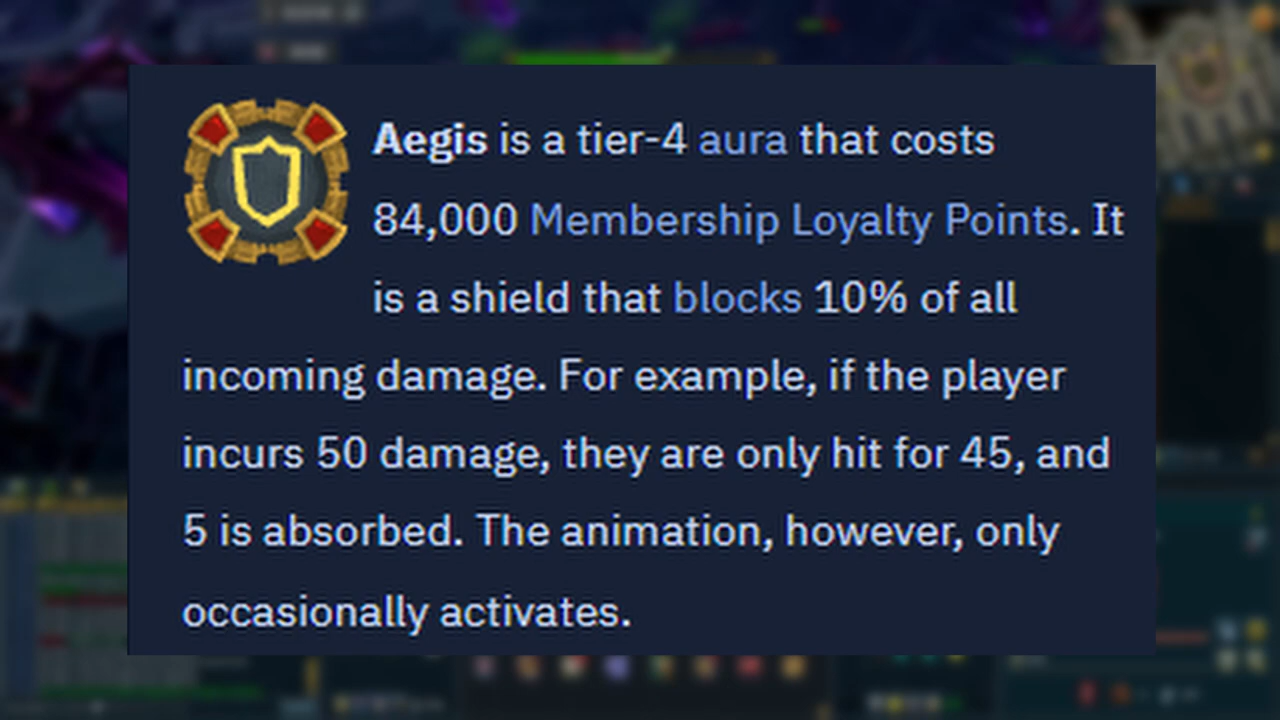 Aegis is a tier-4 aura that costs
84,000 Membership Loyalty Points. It
is a shield that blocks 10% of all
incoming damage. For example, if the player
incurs 50 damage, they are only hit for 45, and
5 is absorbed. The animation, however, only
occasionally activates.